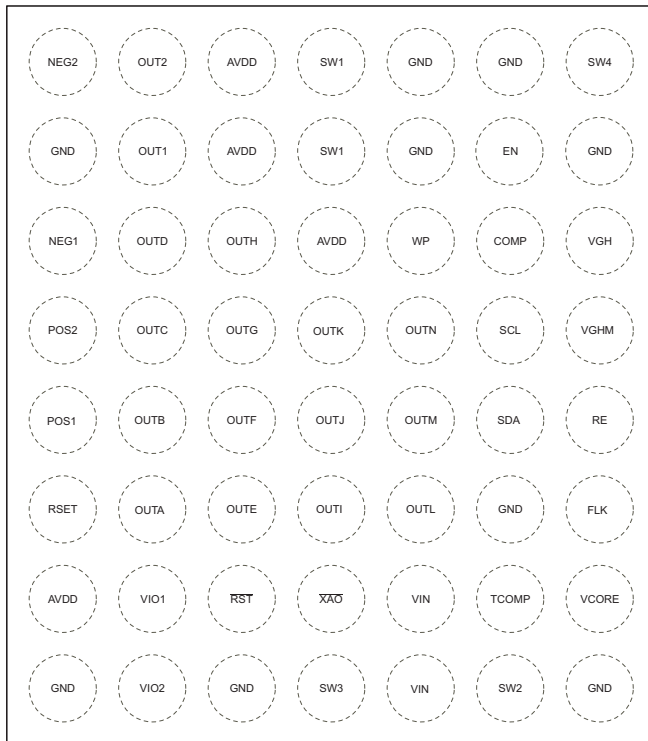 NEG2 OUT2 AVDD SW1 GND GND SW4
GND OUT1 AVDD SW1 GND EN GND
NEG1 OUTD OUTH AVDD WP COMP VGH
POS2 OUTC OUTG OUTK OUTN SCL VGHM
POS1 OUTB OUTF OUTJ OUTM SDA RE
RSET OUTA OUTE OUTI OUTL GND FLK
AVDD VIO1 R̅S̅T̅ X̅A̅O̅ VIN TCOMP VCORE
GND VIO2 GND SW3 VIN SW2 GND